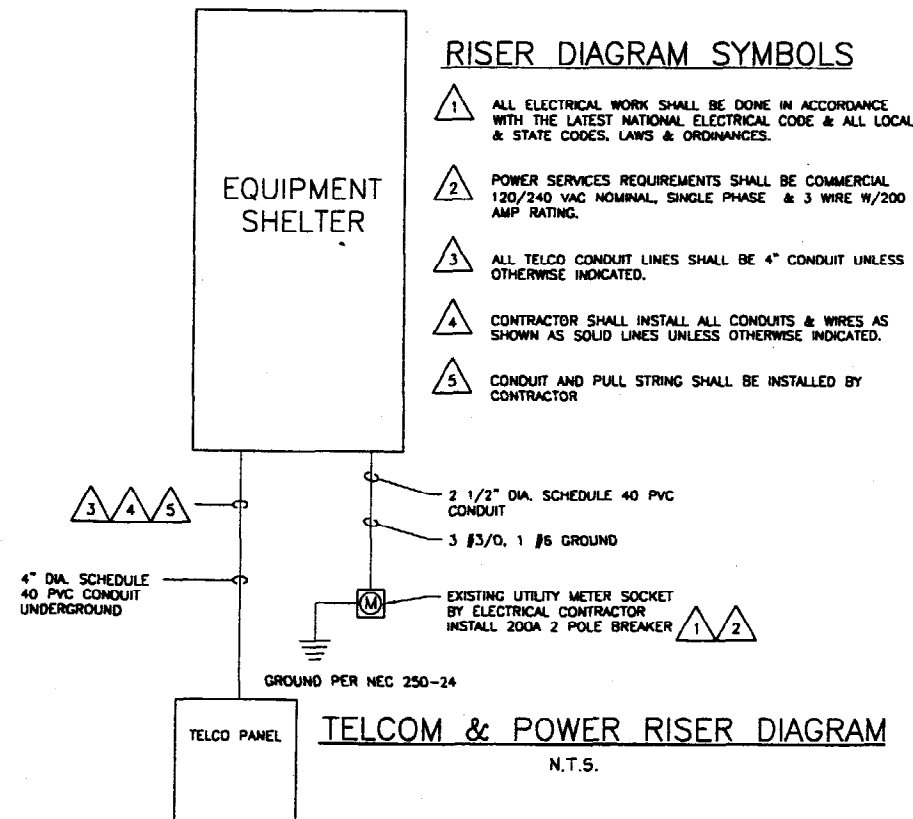 RISER DIAGRAM SYMBOLS
1
ALL ELECTRICAL WORK SHALL BE DONE IN ACCORDANCE
WITH THE LATEST NATIONAL ELECTRICAL CODE & ALL LOCAL
& STATE CODES, LAWS & ORDINANCES.
2
POWER SERVICES REQUIREMENTS SHALL BE COMMERCIAL
120/240 VAC NOMINAL, SINGLE PHASE & 3 WIRE W/200
AMP RATING.
3
ALL TELCO CONDUIT LINES SHALL BE 4" CONDUIT UNLESS
OTHERWISE INDICATED.
4
CONTRACTOR SHALL INSTALL ALL CONDUITS & WIRES AS
SHOWN AS SOLID LINES UNLESS OTHERWISE INDICATED.
5
CONDUIT AND PULL STRING SHALL BE INSTALLED BY
CONTRACTOR
EQUIPMENT
SHELTER
3 4 5
2 1/2" DIA. SCHEDULE 40 PVC
CONDUIT
3 #3/0, 1 #6 GROUND
4" DIA. SCHEDULE
40 PVC CONDUIT
UNDERGROUND
M
EXISTING UTILITY METER SOCKET
BY ELECTRICAL CONTRACTOR
INSTALL 200A 2 POLE BREAKER
1 2
GROUND PER NEC 250-24
TELCO PANEL
TELCOM & POWER RISER DIAGRAM
N.T.S.